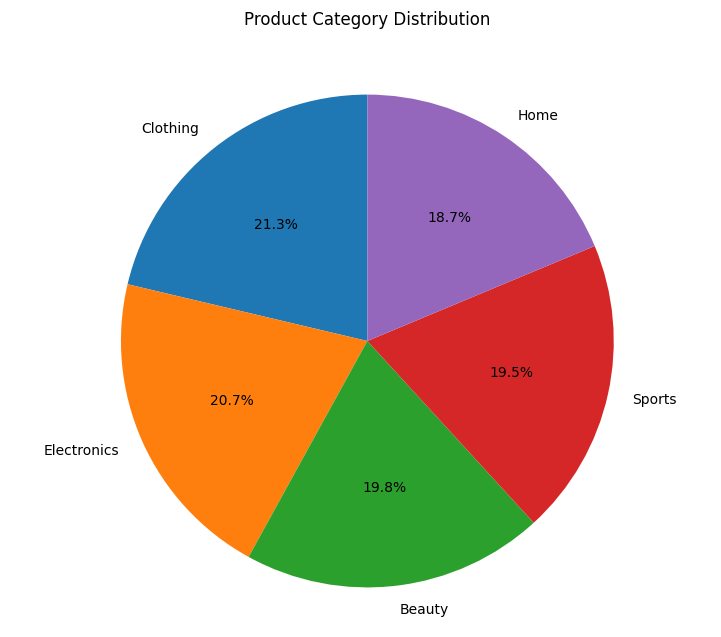 Product Category Distribution
Home
Clothing
18.7%
21.3%
19.5%
Sports
20.7%
Electronics
19.8%
Beauty